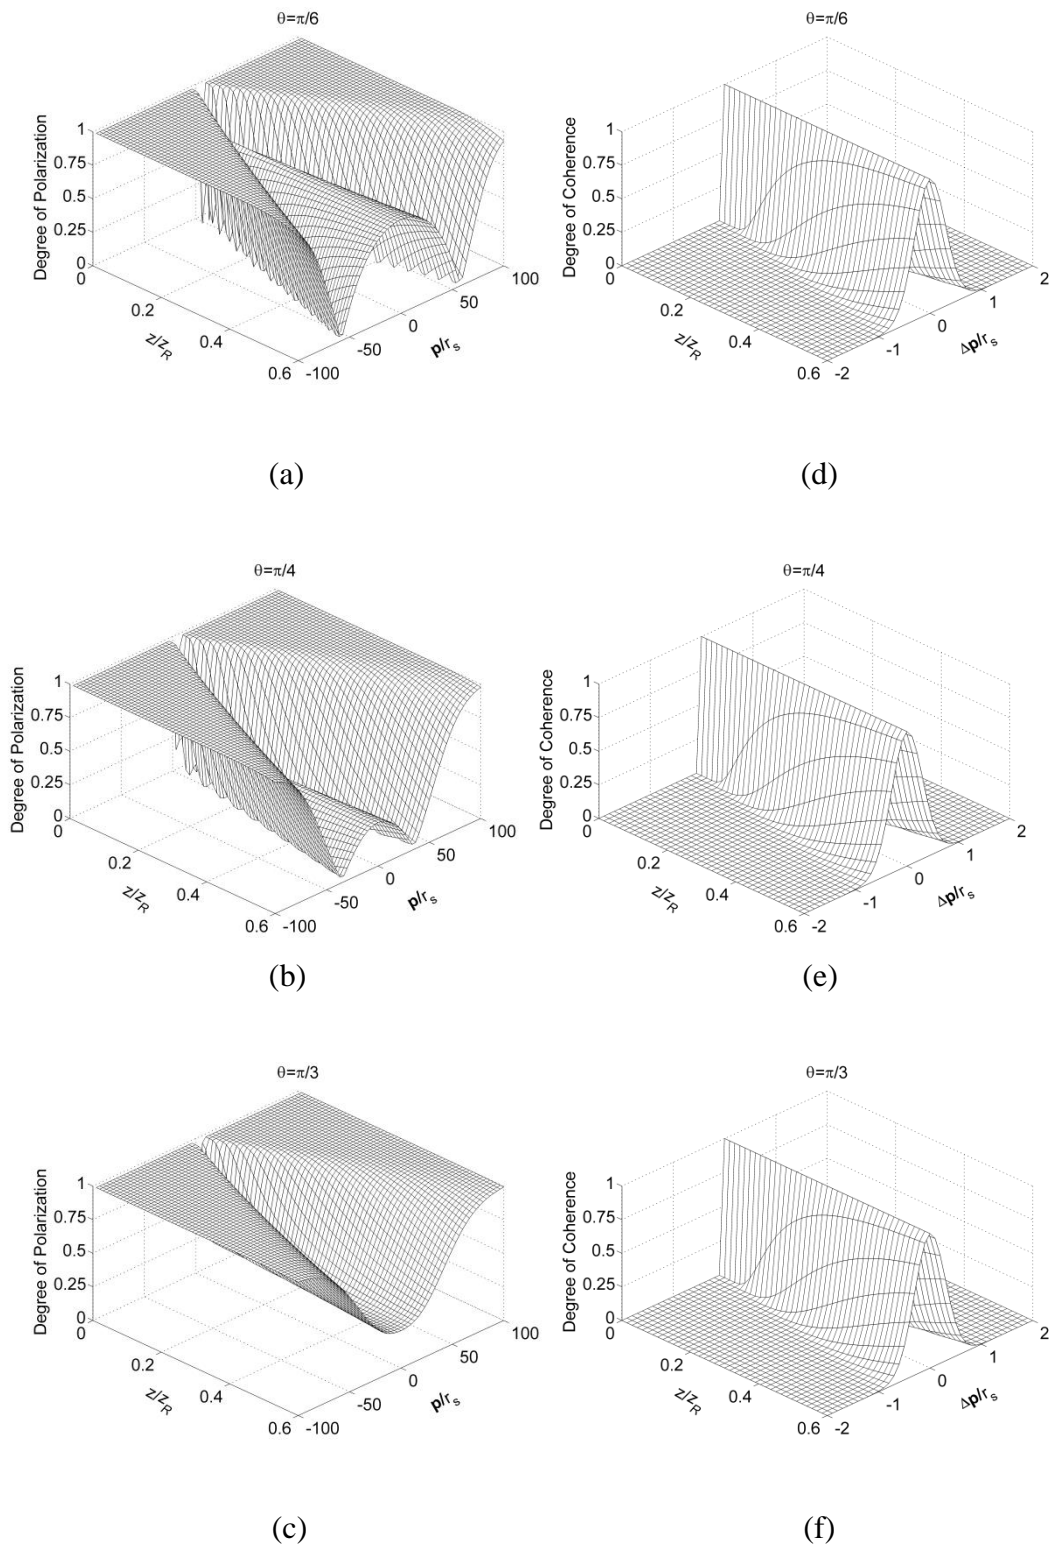 θ=π/6
Degree of Polarization
1
0.75
0.5
0.25
0
0
0.2
0.4
0.6
z/z_R
-100
-50
0
50
100
p/r_s
(a)
θ=π/6
Degree of Coherence
1
0.75
0.5
0.25
0
0
0.2
0.4
0.6
z/z_R
-2
-1
0
1
2
Δp/r_s
(d)
θ=π/4
Degree of Polarization
1
0.75
0.5
0.25
0
0
0.2
0.4
0.6
z/z_R
-100
-50
0
50
100
p/r_s
(b)
θ=π/4
Degree of Coherence
1
0.75
0.5
0.25
0
0
0.2
0.4
0.6
z/z_R
-2
-1
0
1
2
Δp/r_s
(e)
θ=π/3
Degree of Polarization
1
0.75
0.5
0.25
0
0
0.2
0.4
0.6
z/z_R
-100
-50
0
50
100
p/r_s
(c)
θ=π/3
Degree of Coherence
1
0.75
0.5
0.25
0
0
0.2
0.4
0.6
z/z_R
-2
-1
0
1
2
Δp/r_s
(f)